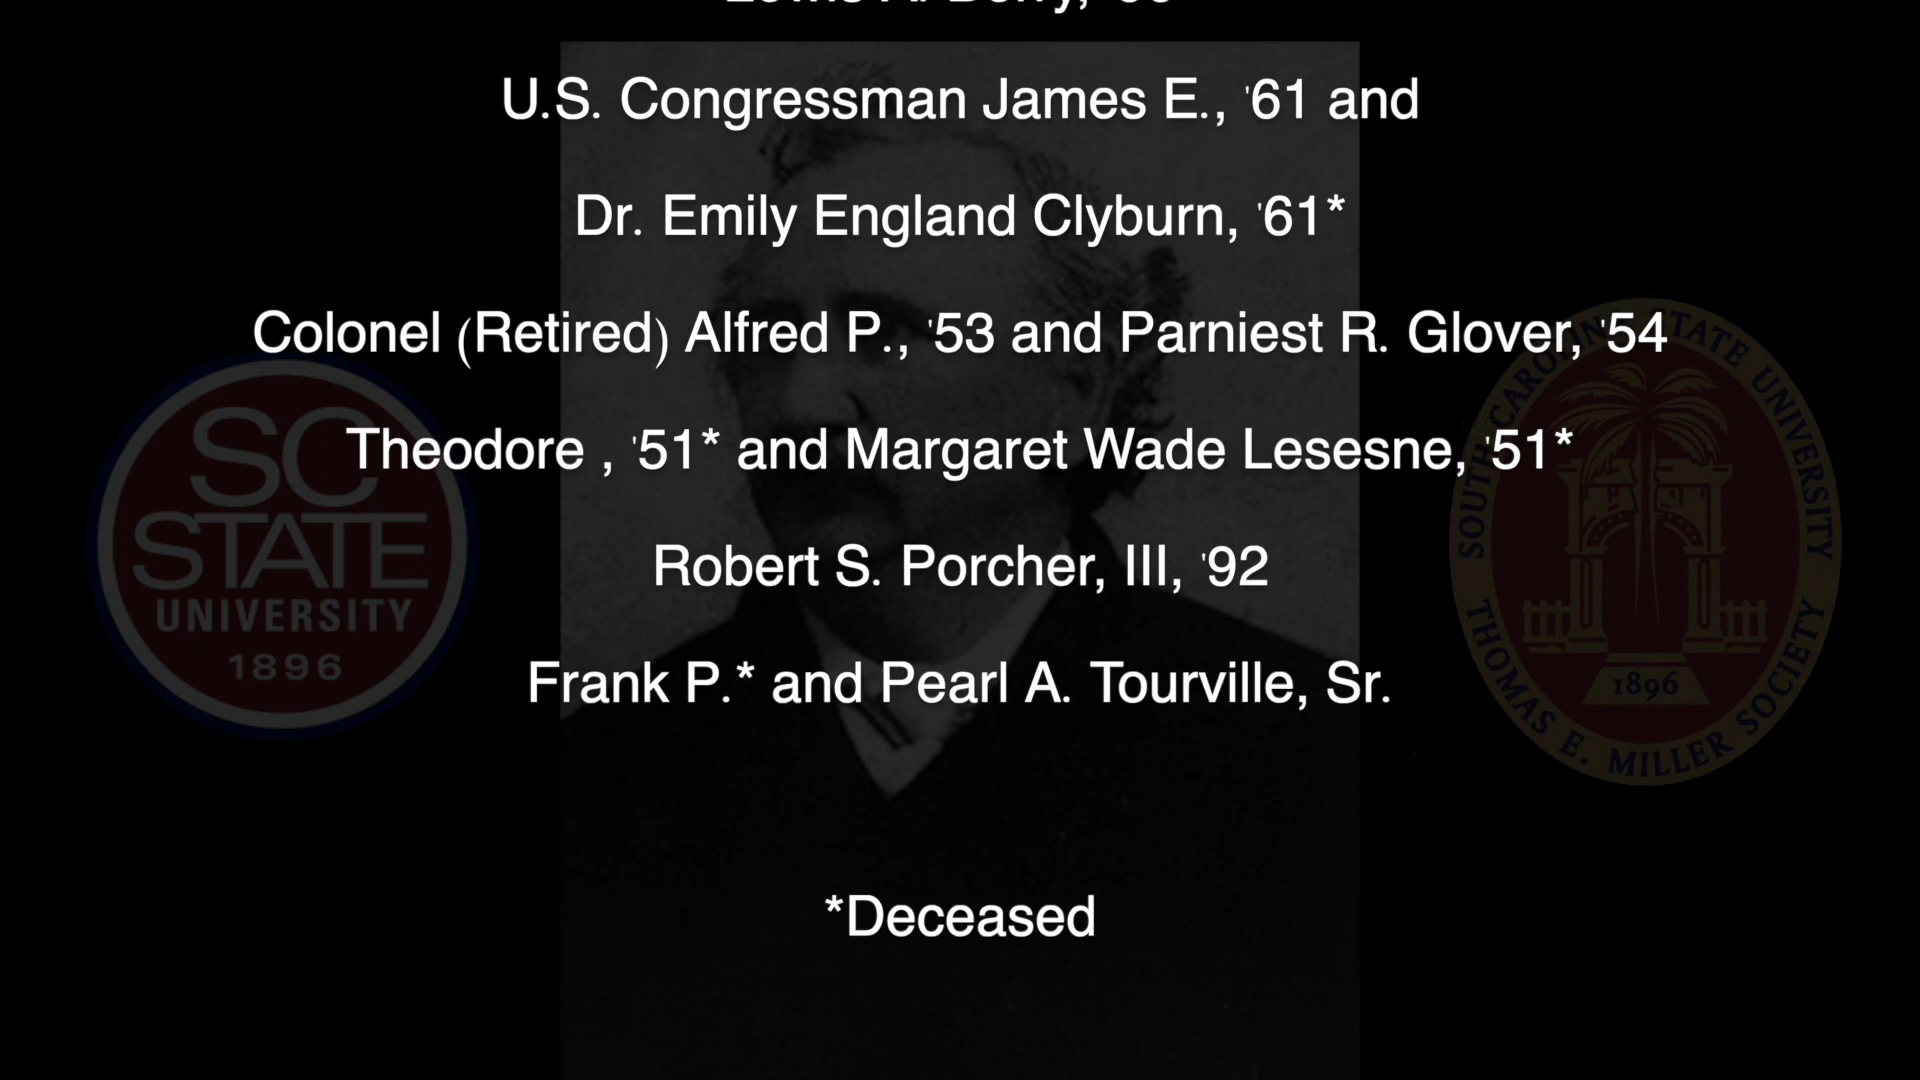 U.S. Congressman James E., '61 and
Dr. Emily England Clyburn, '61*
Colonel (Retired) Alfred P., '53 and Parniest R. Glover, '54
Theodore , '51* and Margaret Wade Lesesne, '51*
Robert S. Porcher, III, '92
Frank P.* and Pearl A. Tourville, Sr.
*Deceased
SC
STATE
UNIVERSITY
1896
SOUTH CAROLINA STATE UNIVERSITY
THOMAS E. MILLER SOCIETY
1896